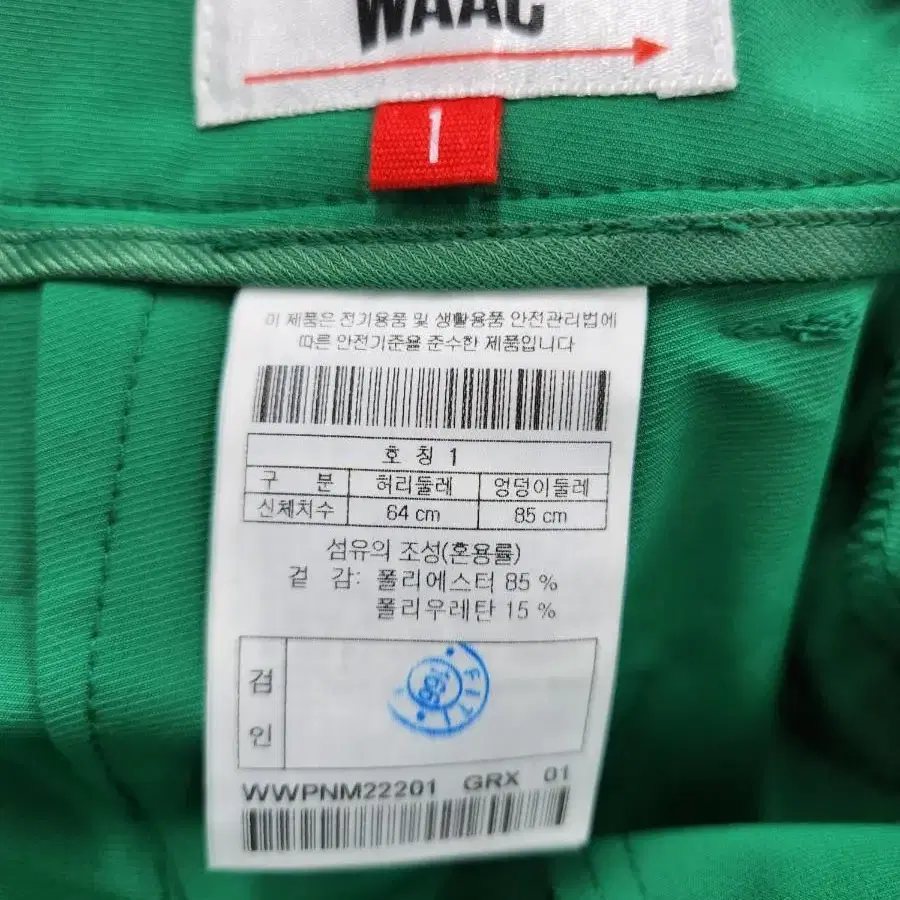 WAAC
1
이 제품은 전기용품 및 생활용품 안전관리법에
따른 안전기준을 준수한 제품입니다
호 칭 1
구 분 허리둘레 엉덩이둘레
신체치수 64 cm 85 cm
섬유의 조성(혼용률)
겉 감: 폴리에스터 85 %
폴리우레탄 15 %
검
인
FITI
166
WWPNM22201 GRX 01